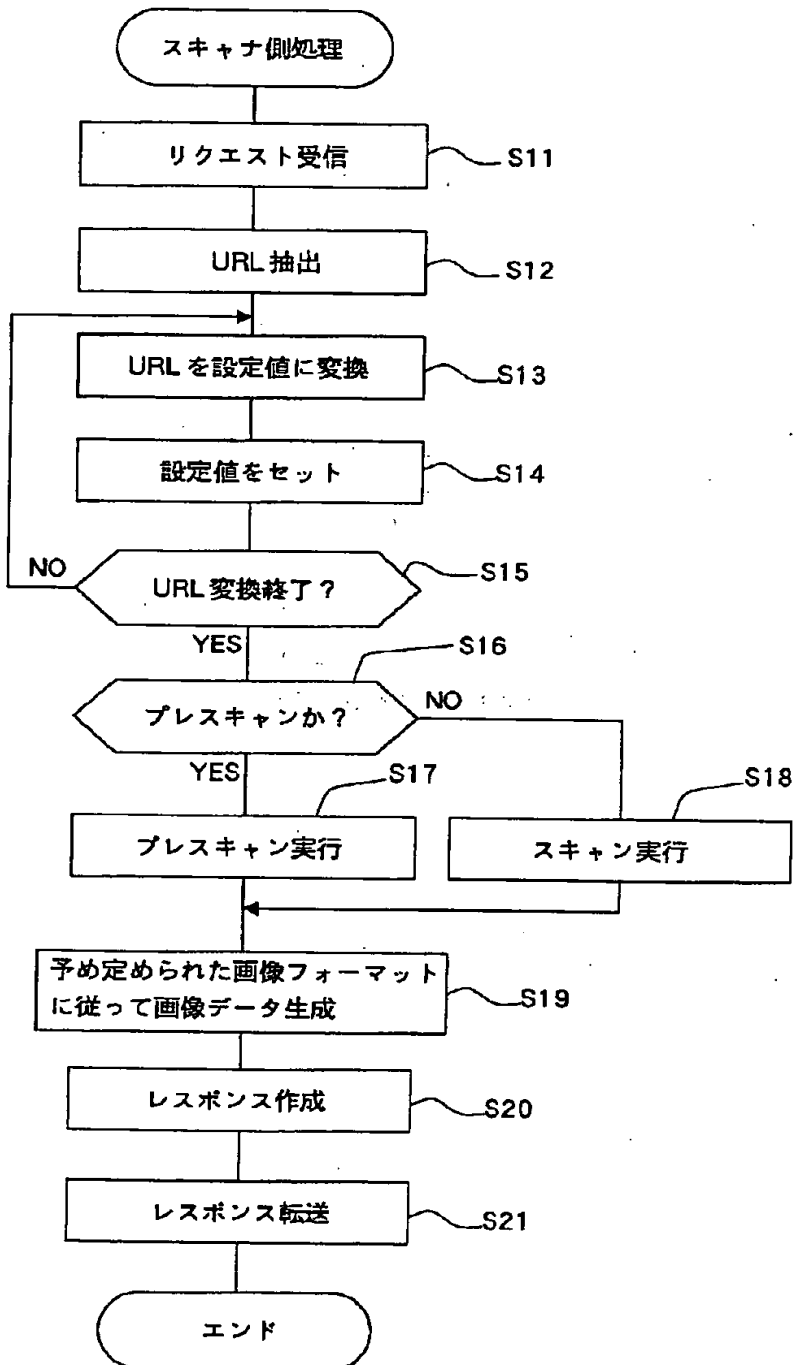 スキャナ側処理
リクエスト受信
S11
URL抽出
S12
URLを設定値に変換
S13
設定値をセット
S14
NO
URL変換終了？
S15
YES
S16
プレスキャンか？
NO
YES
S17
S18
プレスキャン実行
スキャン実行
予め定められた画像フォーマット
に従って画像データ生成
S19
レスポンス作成
S20
レスポンス転送
S21
エンド